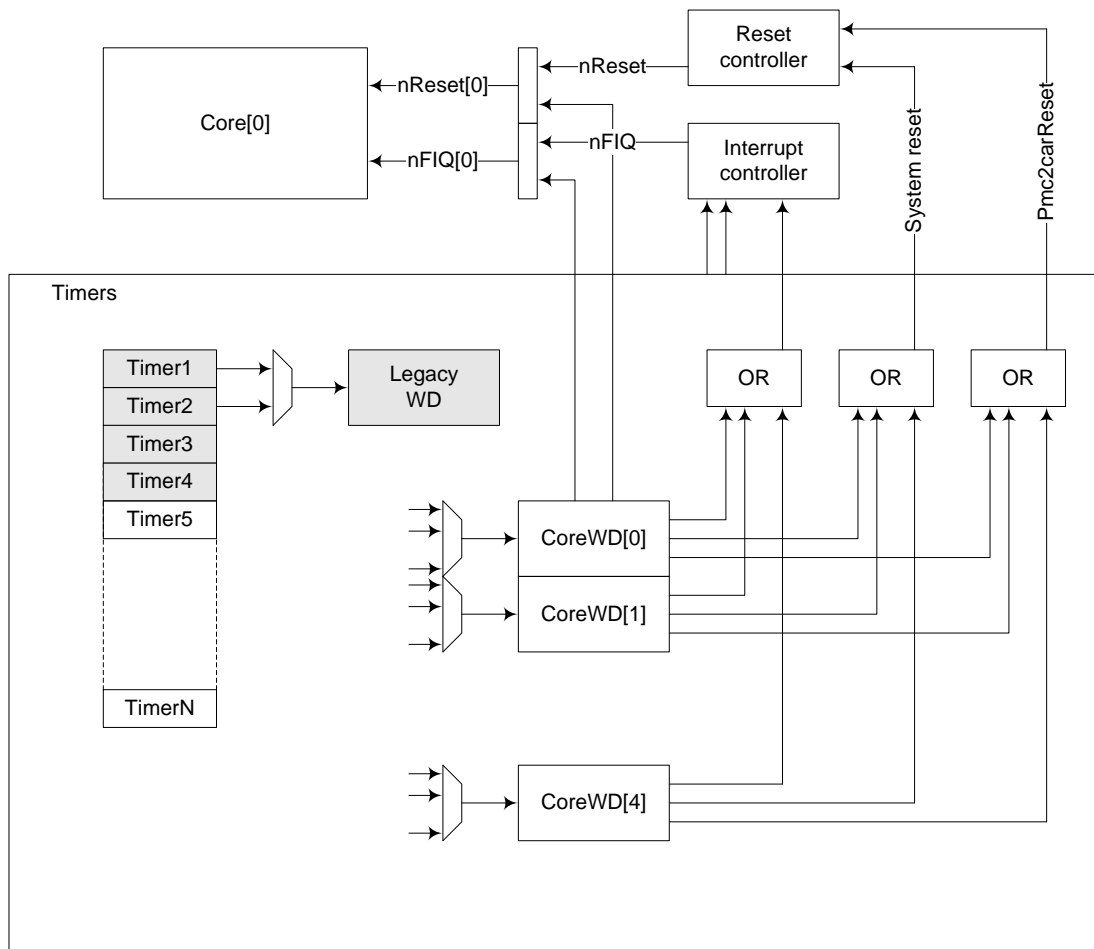 Core[0]
nReset[0]
nFIQ[0]
nReset
nFIQ
Reset
controller
Interrupt
controller
System reset
Pmc2carReset
Timers
Timer1
Timer2
Timer3
Timer4
Timer5
TimerN
Legacy
WD
OR
OR
OR
CoreWD[0]
CoreWD[1]
CoreWD[4]